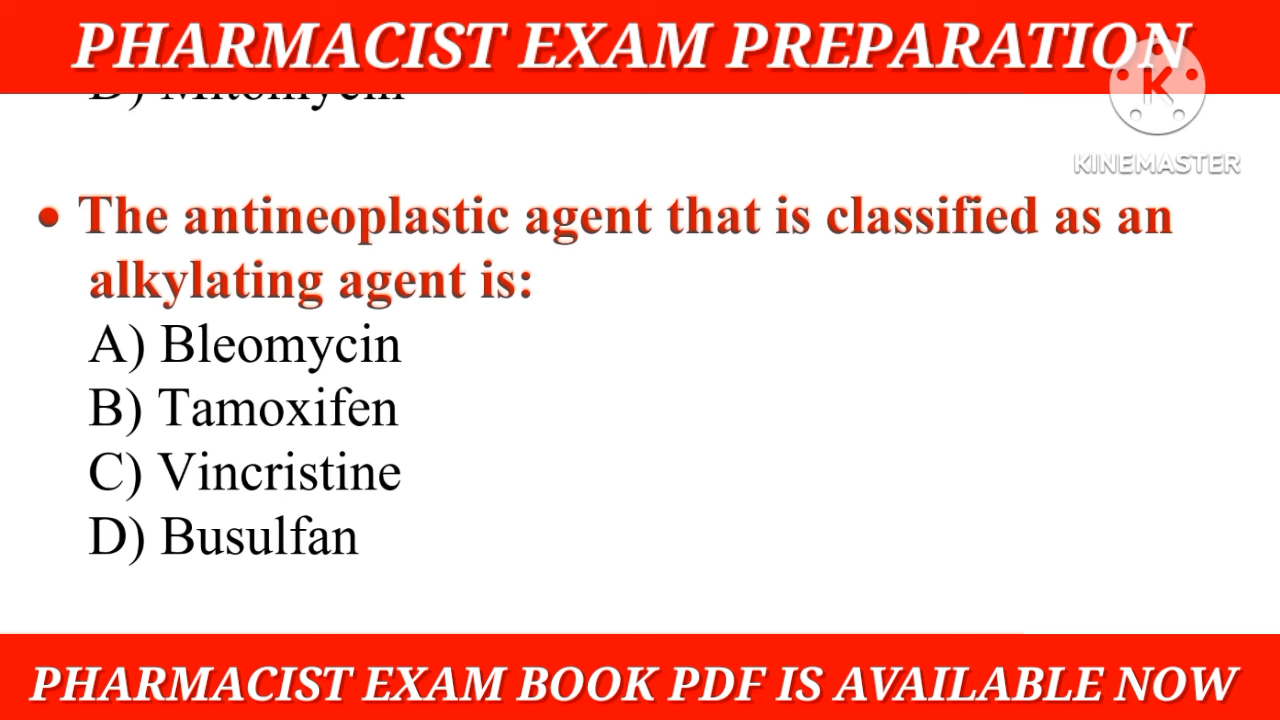 PHARMACIST EXAM PREPARATION
D) Mitomycin
K
KINEMASTER
• The antineoplastic agent that is classified as an
alkylating agent is:
A) Bleomycin
B) Tamoxifen
C) Vincristine
D) Busulfan
PHARMACIST EXAM BOOK PDF IS AVAILABLE NOW